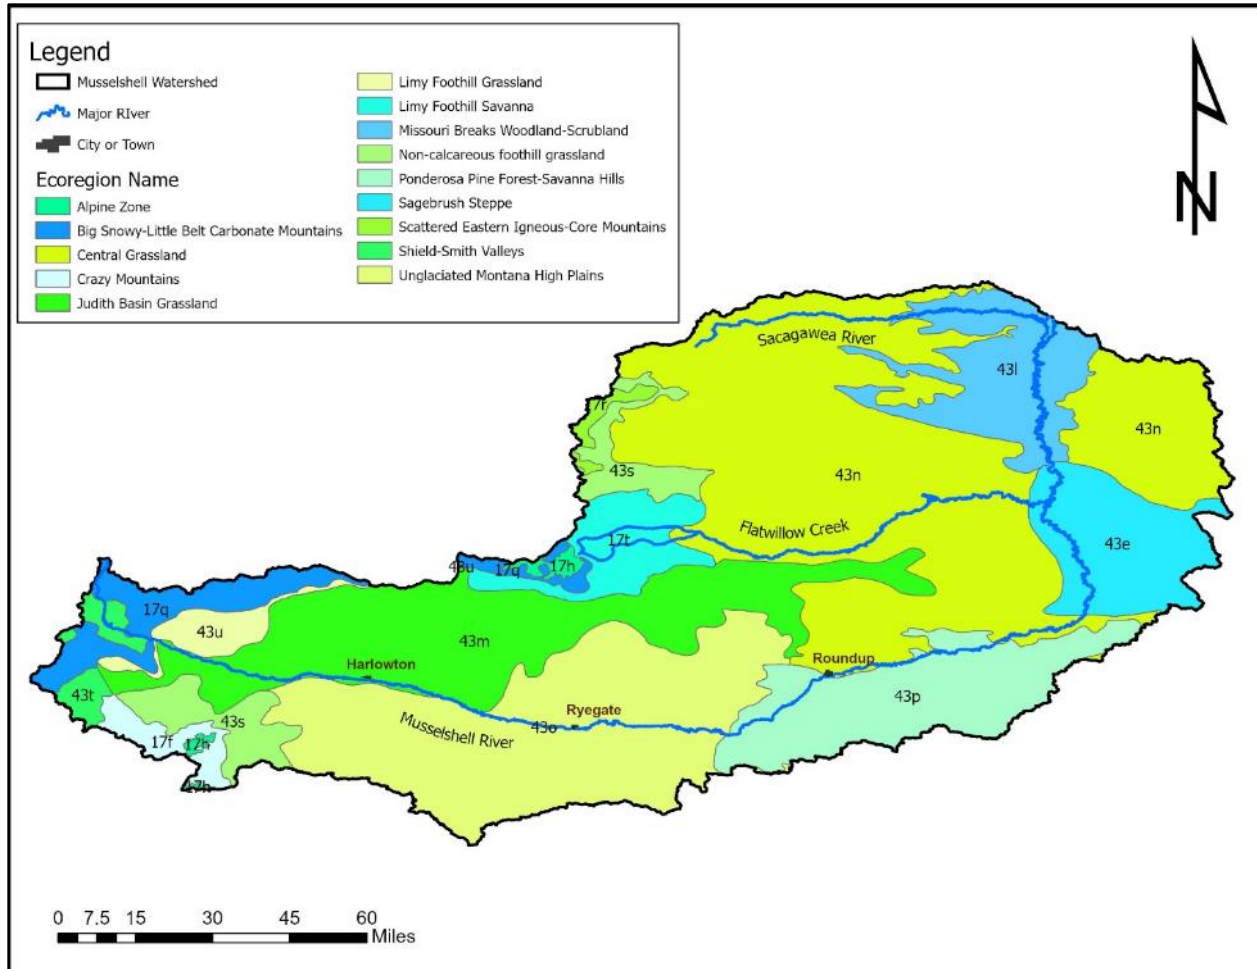 Legend
Musselshell Watershed
Major RIver
City or Town
Ecoregion Name
Alpine Zone
Big Snowy-Little Belt Carbonate Mountains
Central Grassland
Crazy Mountains
Judith Basin Grassland
Limy Foothill Grassland
Limy Foothill Savanna
Missouri Breaks Woodland-Scrubland
Non-calcareous foothill grassland
Ponderosa Pine Forest-Savanna Hills
Sagebrush Steppe
Scattered Eastern Igneous-Core Mountains
Shield-Smith Valleys
Unglaciated Montana High Plains
N
Sacagawea River
43l
17r
43n
43s
43n
Flatwillow Creek
17t
43e
43u
17q
17h
17q
43u
43m
Harlowton
Roundup
43t
43p
43s
Ryegate
17f
17h
Musselshell River
43o
17h
0 7.5 15 30 45 60
Miles